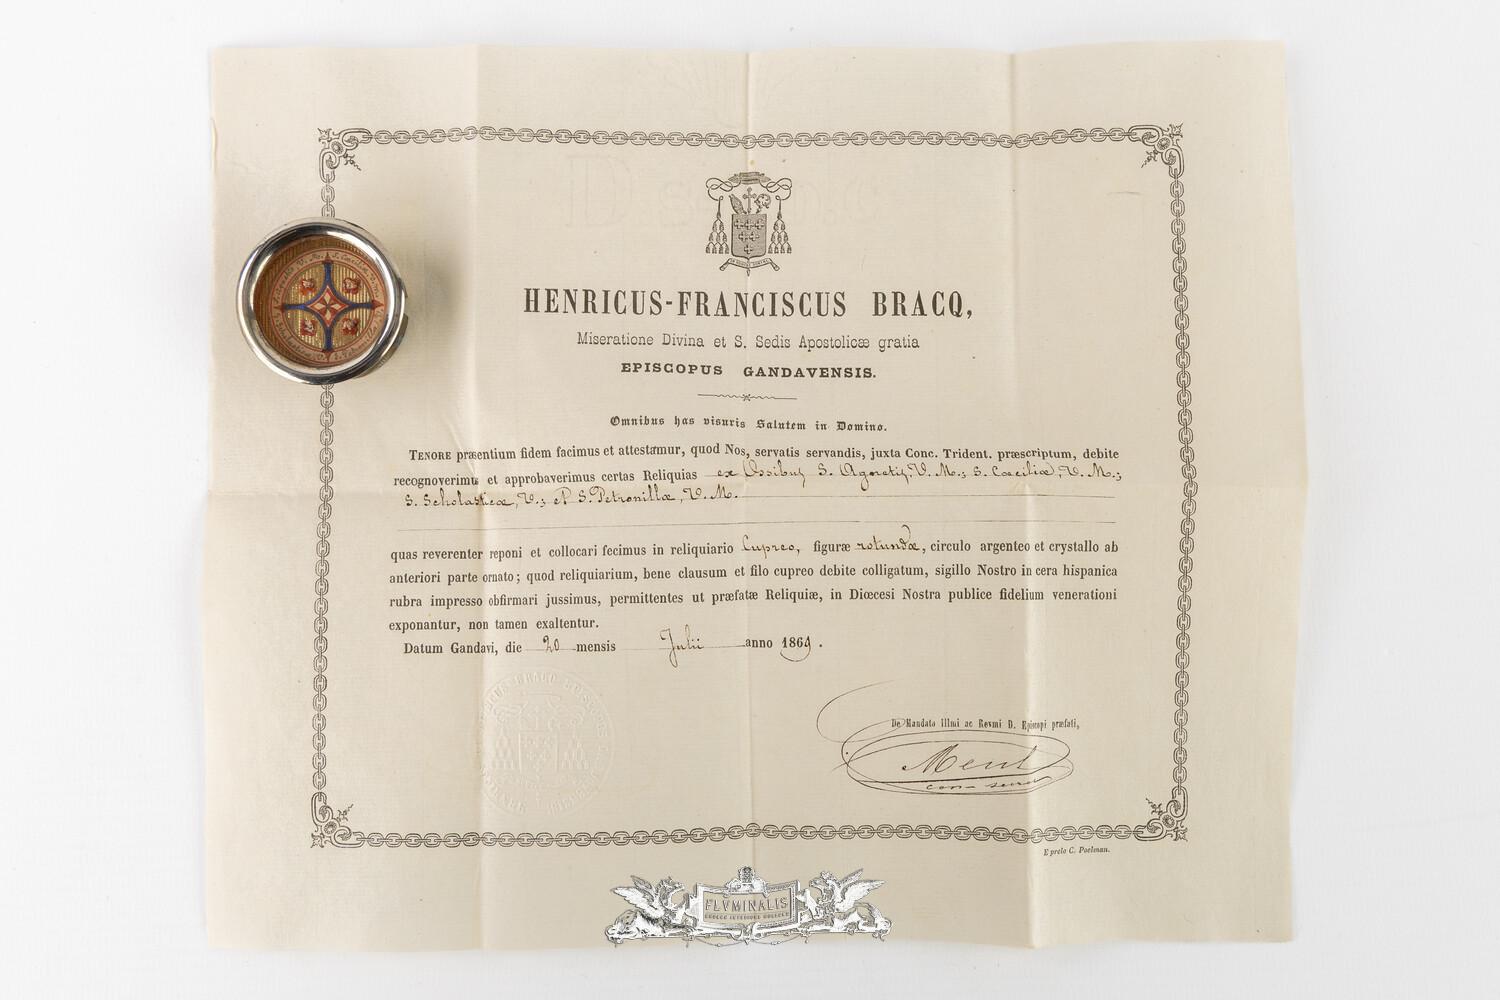 HENRICUS-FRANCISCUS BRACQ,
Miseratione Divina et S. Sedis Apostolicæ gratia
EPISCOPUS GANDAVENSIS.
Omnibus has visuris Salutem in Domino.
TENORE præsentium fidem facimus et attestamur, quod Nos, servatis servandis, juxta Conc. Trident. præscriptum, debite
recognoverimus et approbaverimus certas Reliquias ex Ossibus S. Agnetis, V. M.; S. Cæciliæ, V. M.;
S. Scholasticæ, V.; et S. Petronillæ, V. M.
quas reverenter reponi et collocari fecimus in reliquiario Cupreo, figuræ rotundæ, circulo argenteo et crystallo ab
anteriori parte ornato; quod reliquiarium, bene clausum et filo cupreo debite colligatum, sigillo Nostro in cera hispanica
rubra impresso obfirmari jussimus, permittentes ut præfatæ Reliquiæ, in Diœcesi Nostra publice fidelium venerationi
exponantur, non tamen exaltentur.
Datum Gandavi, die 20 mensis Julii anno 1869.
De Mandato Illmi ac Revmi D. Episcopi præfati,
E prelo C. Poelman.
FLVMINALIS